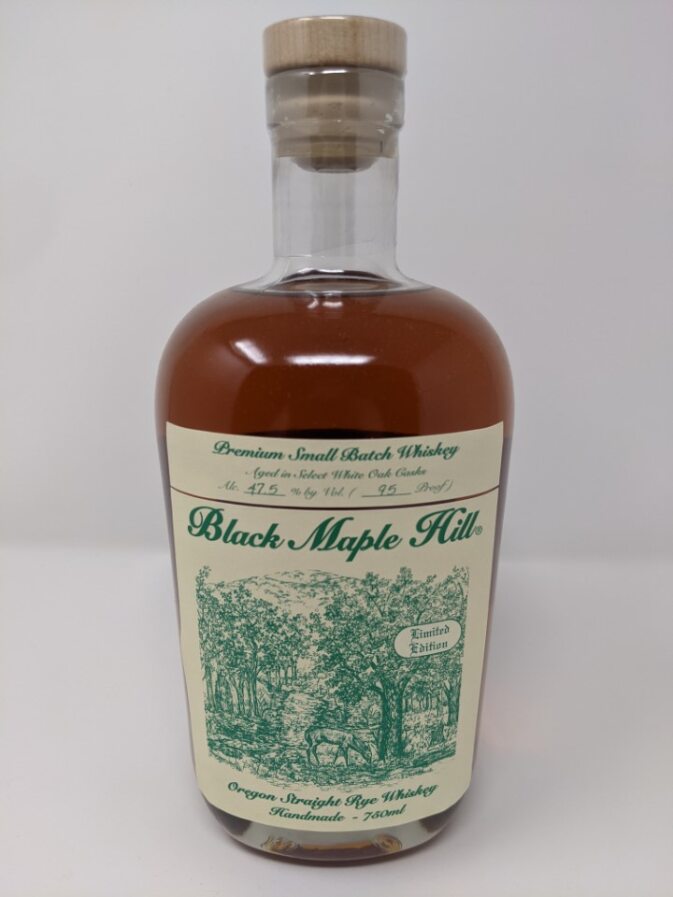 Premium Small Batch Whiskey
Aged in Select White Oak Casks
Alc. 47.5 % by Vol. ( 95 Proof)
Black Maple Hill®
Limited
Edition
Oregon Straight Rye Whiskey
Handmade - 750ml